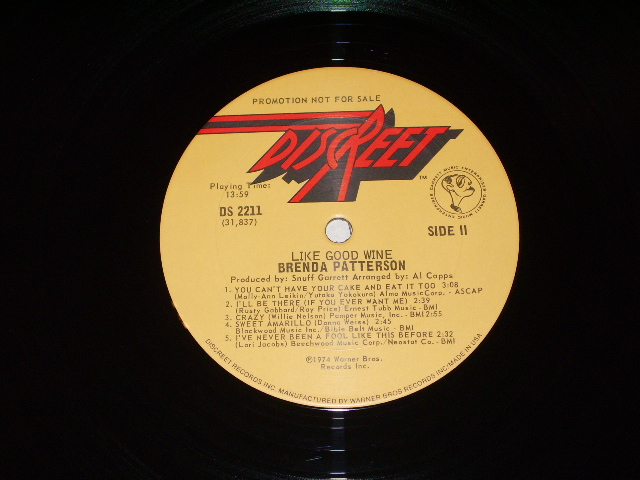 PROMOTION NOT FOR SALE
DISCREET
TM
Playing Time:
13:59
DS 2211
(31,837)
GARRETT MUSIC ENTERPRISES GARRETT MUSIC ENTERPRISES
SIDE II
LIKE GOOD WINE
BRENDA PATTERSON
Produced by: Snuff Garrett Arranged by: Al Capps
1. YOU CAN'T HAVE YOUR CAKE AND EAT IT TOO 3:08
(Molly-Ann Leikin/Yutaka Yokokura) Almo Music Corp. - ASCAP
2. I'LL BE THERE (IF YOU EVER WANT ME) 2:39
(Rusty Gabbard/Ray Price) Ernest Tubb Music - BMI
3. CRAZY (Willie Nelson) Pamper Music, Inc. - BMI 2:55
4. SWEET AMARILLO (Donna Weiss) 2:45
Blackwood Music Inc./Bible Belt Music - BMI
5. I'VE NEVER BEEN A FOOL LIKE THIS BEFORE 2:32
(Lori Jacobs) Beechwood Music Corp./Neostat Co. - BMI
©1974 Warner Bros.
Records Inc.
DISCREET RECORDS INC. MANUFACTURED BY WARNER BROS RECORDS INC. MADE IN USA